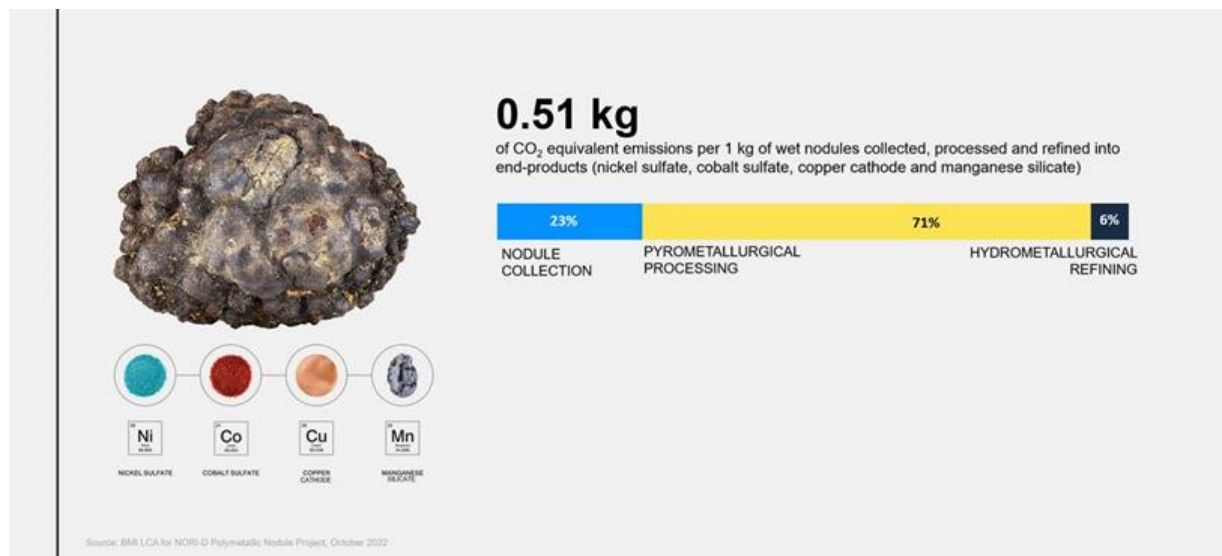 0.51 kg
of CO₂ equivalent emissions per 1 kg of wet nodules collected, processed and refined into
end-products (nickel sulfate, cobalt sulfate, copper cathode and manganese silicate)
23%
71%
6%
NODULE
COLLECTION
PYROMETALLURGICAL
PROCESSING
HYDROMETALLURGICAL
REFINING
Ni
Co
Cu
Mn
NICKEL SULFATE
COBALT SULFATE
COPPER
CATHODE
MANGANESE
SILICATE
Source: BMI LCA for NORI-D Polymetallic Nodule Project, October 2022